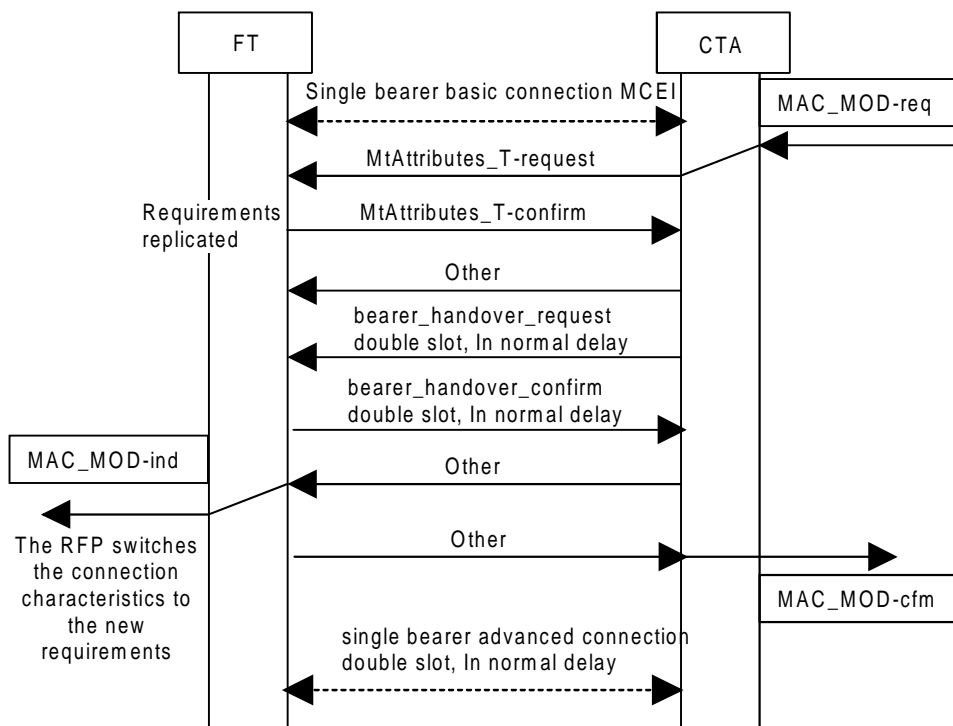 FT
CTA
Single bearer basic connection MCEI
MAC_MOD-req
MtAttributes_T-request
Requirements
replicated
MtAttributes_T-confirm
Other
bearer_handover_request
double slot, In normal delay
bearer_handover_confirm
double slot, In normal delay
MAC_MOD-ind
Other
The RFP switches
the connection
characteristics to
the new
requirements
Other
MAC_MOD-cfm
single bearer advanced connection
double slot, In normal delay